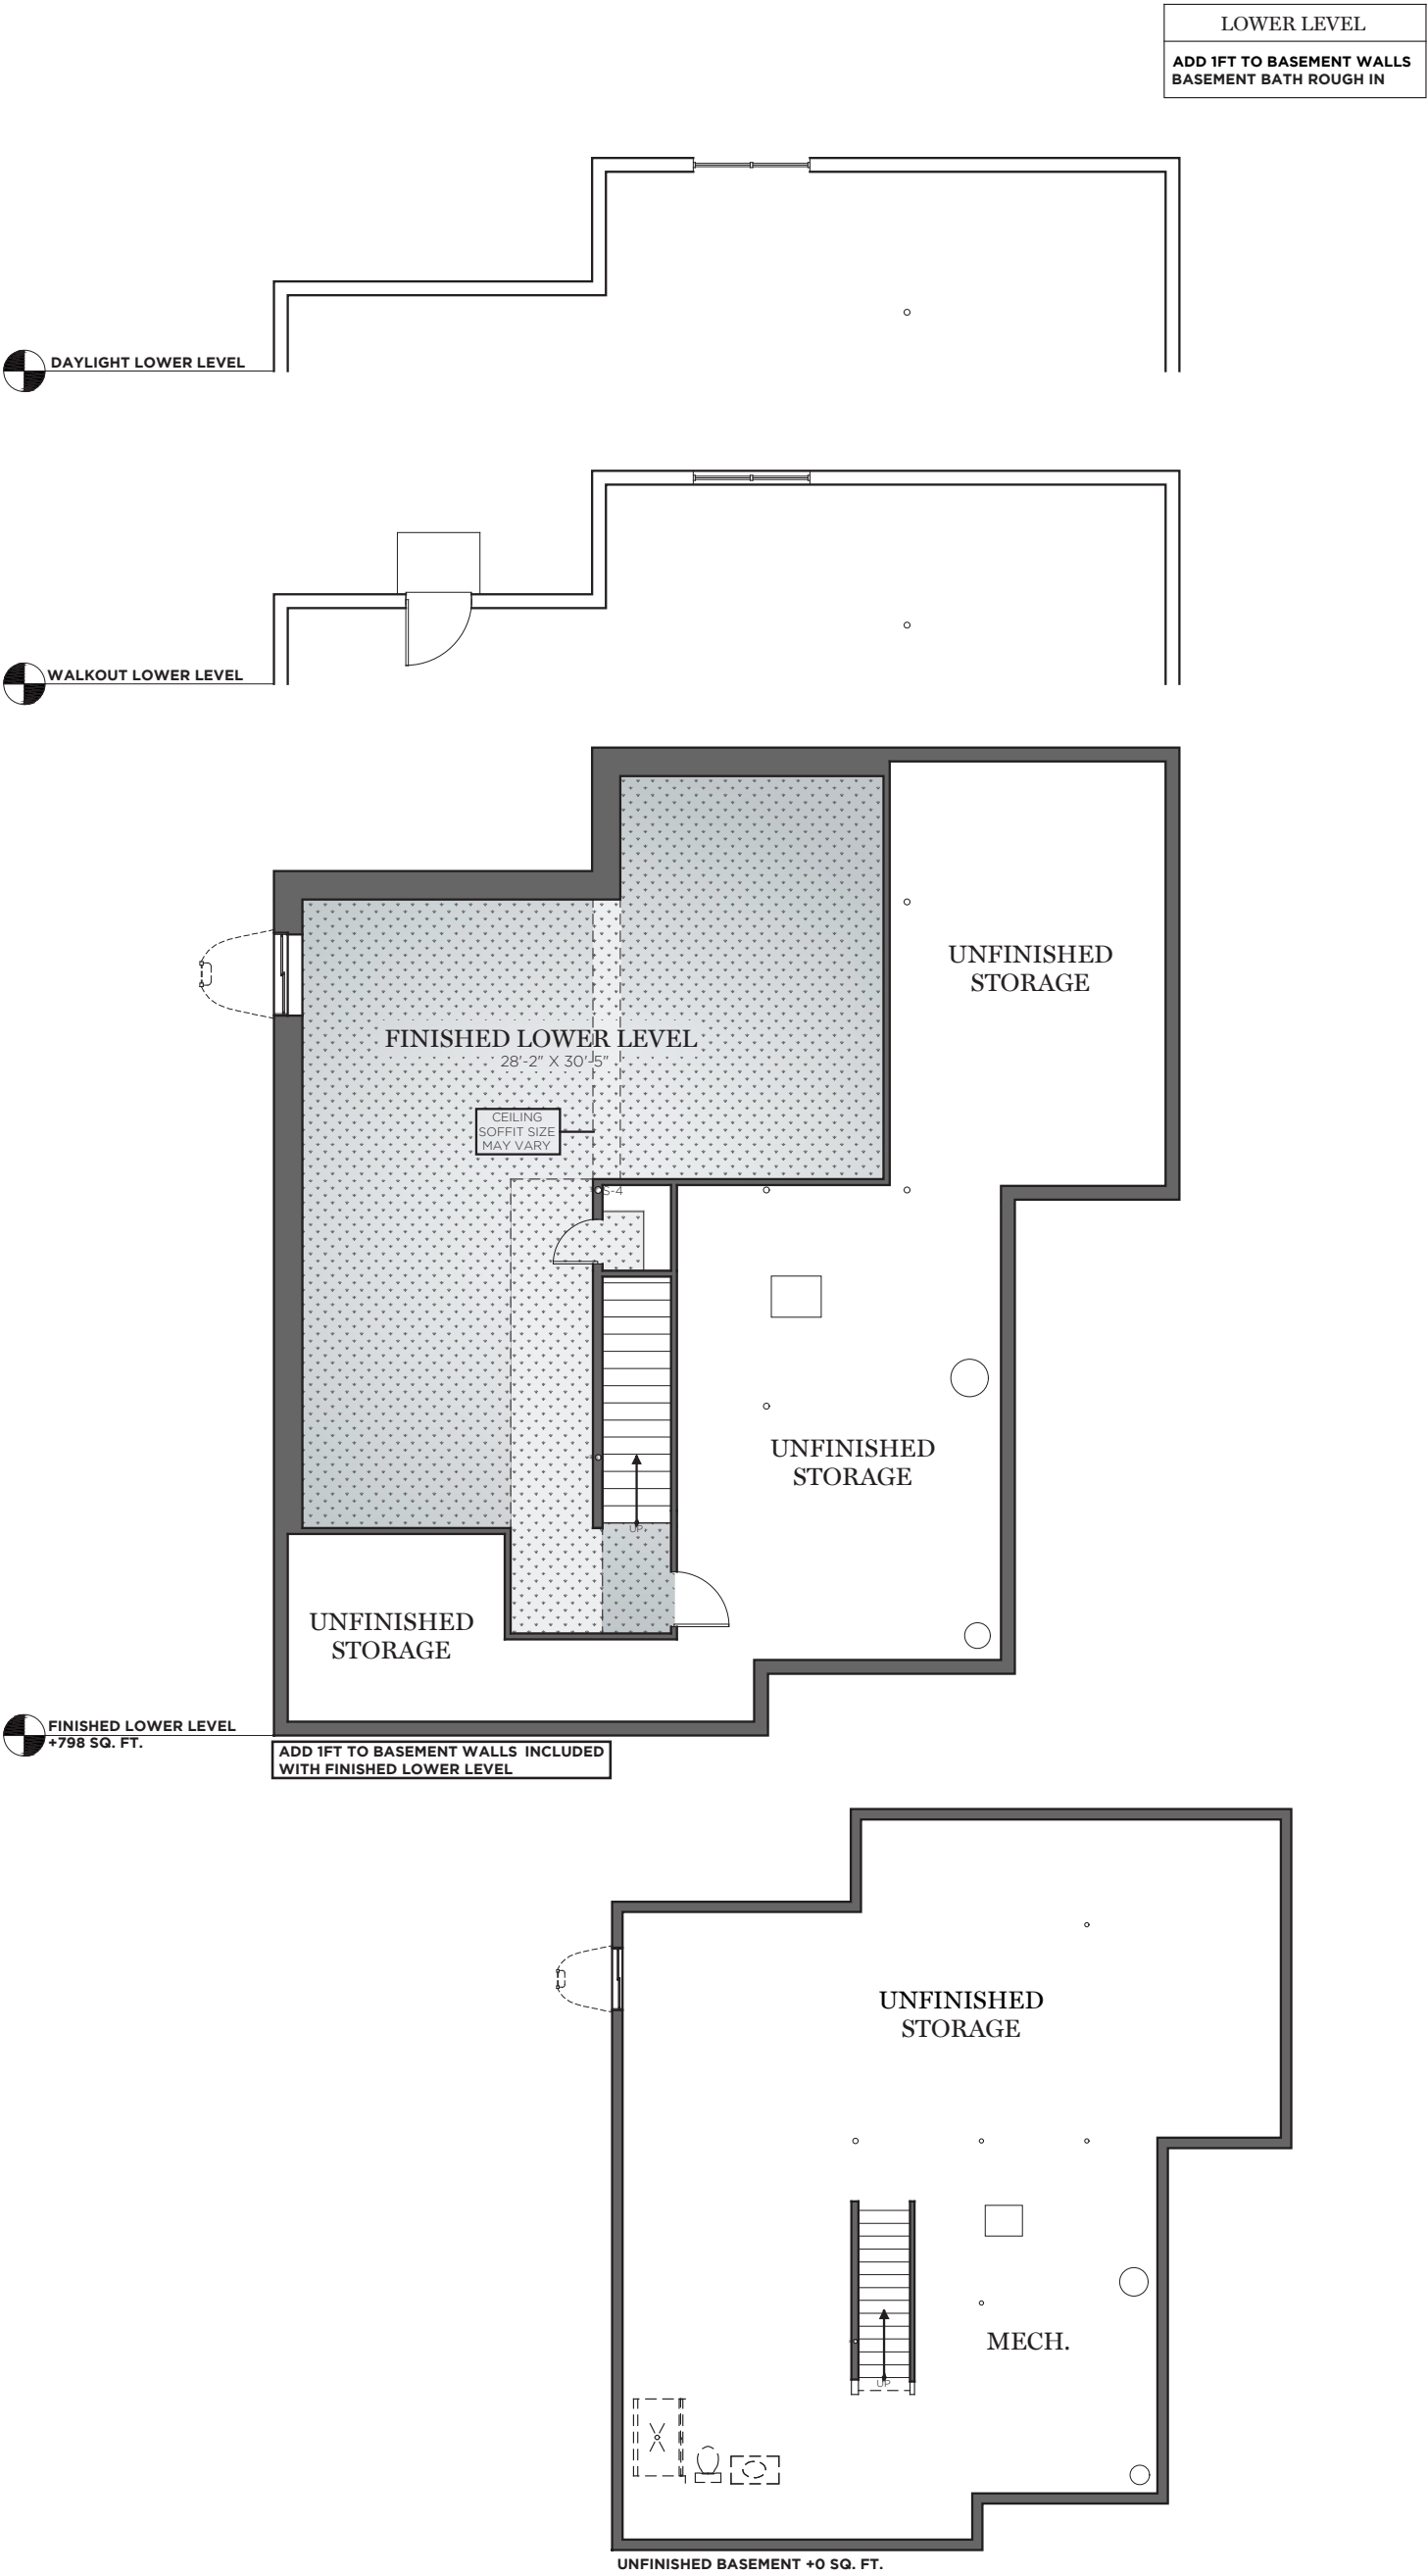 LOWER LEVEL
ADD 1FT TO BASEMENT WALLS
BASEMENT BATH ROUGH IN
DAYLIGHT LOWER LEVEL
WALKOUT LOWER LEVEL
UNFINISHED
STORAGE
FINISHED LOWER LEVEL
28'-2" X 30'-5"
CEILING
SOFFIT SIZE
MAY VARY
S-4
UNFINISHED
STORAGE
UP
UNFINISHED
STORAGE
FINISHED LOWER LEVEL
+798 SQ. FT.
ADD 1FT TO BASEMENT WALLS INCLUDED
WITH FINISHED LOWER LEVEL
UNFINISHED
STORAGE
MECH.
UP
UNFINISHED BASEMENT +0 SQ. FT.